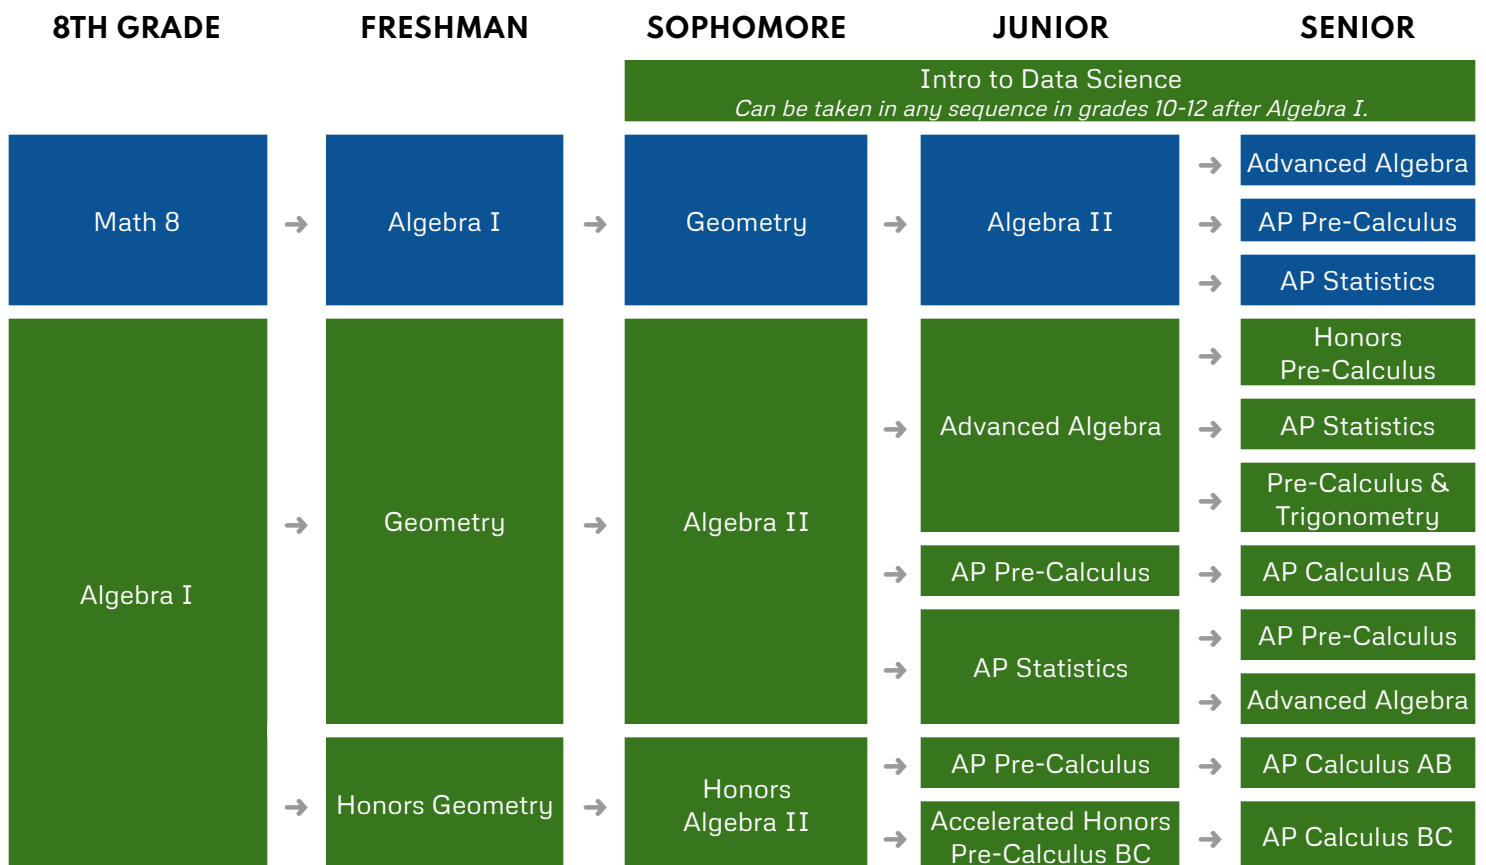 8TH GRADE
FRESHMAN
SOPHOMORE
JUNIOR
SENIOR
Intro to Data Science
Can be taken in any sequence in grades 10-12 after Algebra I.
Math 8
Algebra I
Geometry
Algebra II
Advanced Algebra
AP Pre-Calculus
AP Statistics
Algebra I
Geometry
Algebra II
Advanced Algebra
Honors
Pre-Calculus
AP Statistics
Pre-Calculus &
Trigonometry
AP Pre-Calculus
AP Calculus AB
AP Statistics
AP Pre-Calculus
Advanced Algebra
Honors Geometry
Honors
Algebra II
AP Pre-Calculus
AP Calculus AB
Accelerated Honors
Pre-Calculus BC
AP Calculus BC